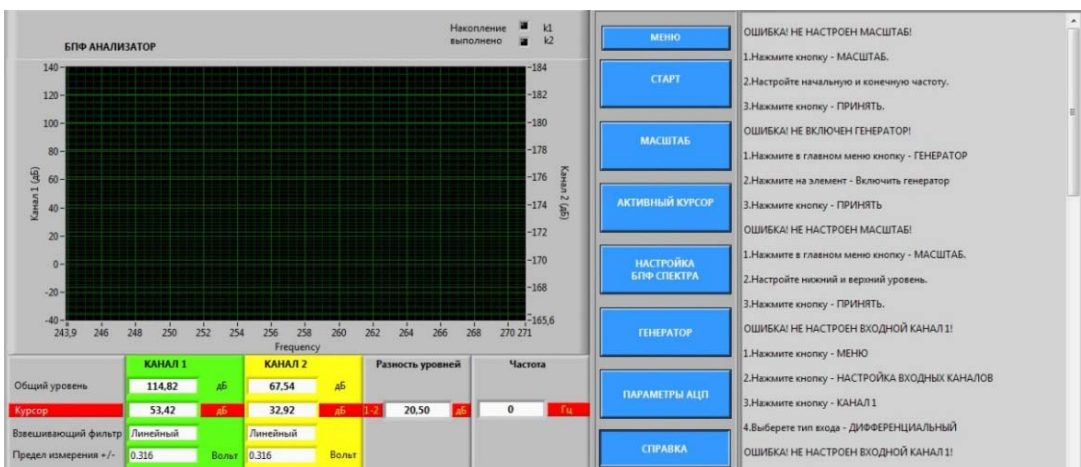 БПФ АНАЛИЗАТОР
Накопление k1
выполнено k2
140 184
120 182
100 180
80 178
60 176
40 174
20 172
0 170
-20 168
-40 165,6
Канал 1 (дБ)
Канал 2 (дБ)
243,9 246 248 250 252 254 256 258 260 262 264 266 268 270 271
Frequency
КАНАЛ 1 КАНАЛ 2 Разность уровней Частота
Общий уровень 114,82 дБ 67,54 дБ
Курсор 53,42 дБ 32,92 дБ 1-2 20,50 дБ 0 Гц
Взвешивающий фильтр Линейный Линейный
Предел измерения +/- 0.316 Вольт 0.316 Вольт
МЕНЮ
СТАРТ
МАСШТАБ
АКТИВНЫЙ КУРСОР
НАСТРОЙКА
БПФ СПЕКТРА
ГЕНЕРАТОР
ПАРАМЕТРЫ АЦП
СПРАВКА
ОШИБКА! НЕ НАСТРОЕН МАСШТАБ!
1.Нажмите кнопку - МАСШТАБ.
2.Настройте начальную и конечную частоту.
3.Нажмите кнопку - ПРИНЯТЬ.
ОШИБКА! НЕ ВКЛЮЧЕН ГЕНЕРАТОР!
1.Нажмите в главном меню кнопку - ГЕНЕРАТОР
2.Нажмите на элемент - Включить генератор
3.Нажмите кнопку - ПРИНЯТЬ
ОШИБКА! НЕ НАСТРОЕН МАСШТАБ!
1.Нажмите в главном меню кнопку - МАСШТАБ.
2.Настройте нижний и верхний уровень.
3.Нажмите кнопку - ПРИНЯТЬ.
ОШИБКА! НЕ НАСТРОЕН ВХОДНОЙ КАНАЛ 1!
1.Нажмите кнопку - МЕНЮ
2.Нажмите кнопку - НАСТРОЙКА ВХОДНЫХ КАНАЛОВ
3.Нажмите кнопку - КАНАЛ 1
4.Выберете тип входа - ДИФФЕРЕНЦИАЛЬНЫЙ
ОШИБКА! НЕ НАСТРОЕН ВХОДНОЙ КАНАЛ 1!